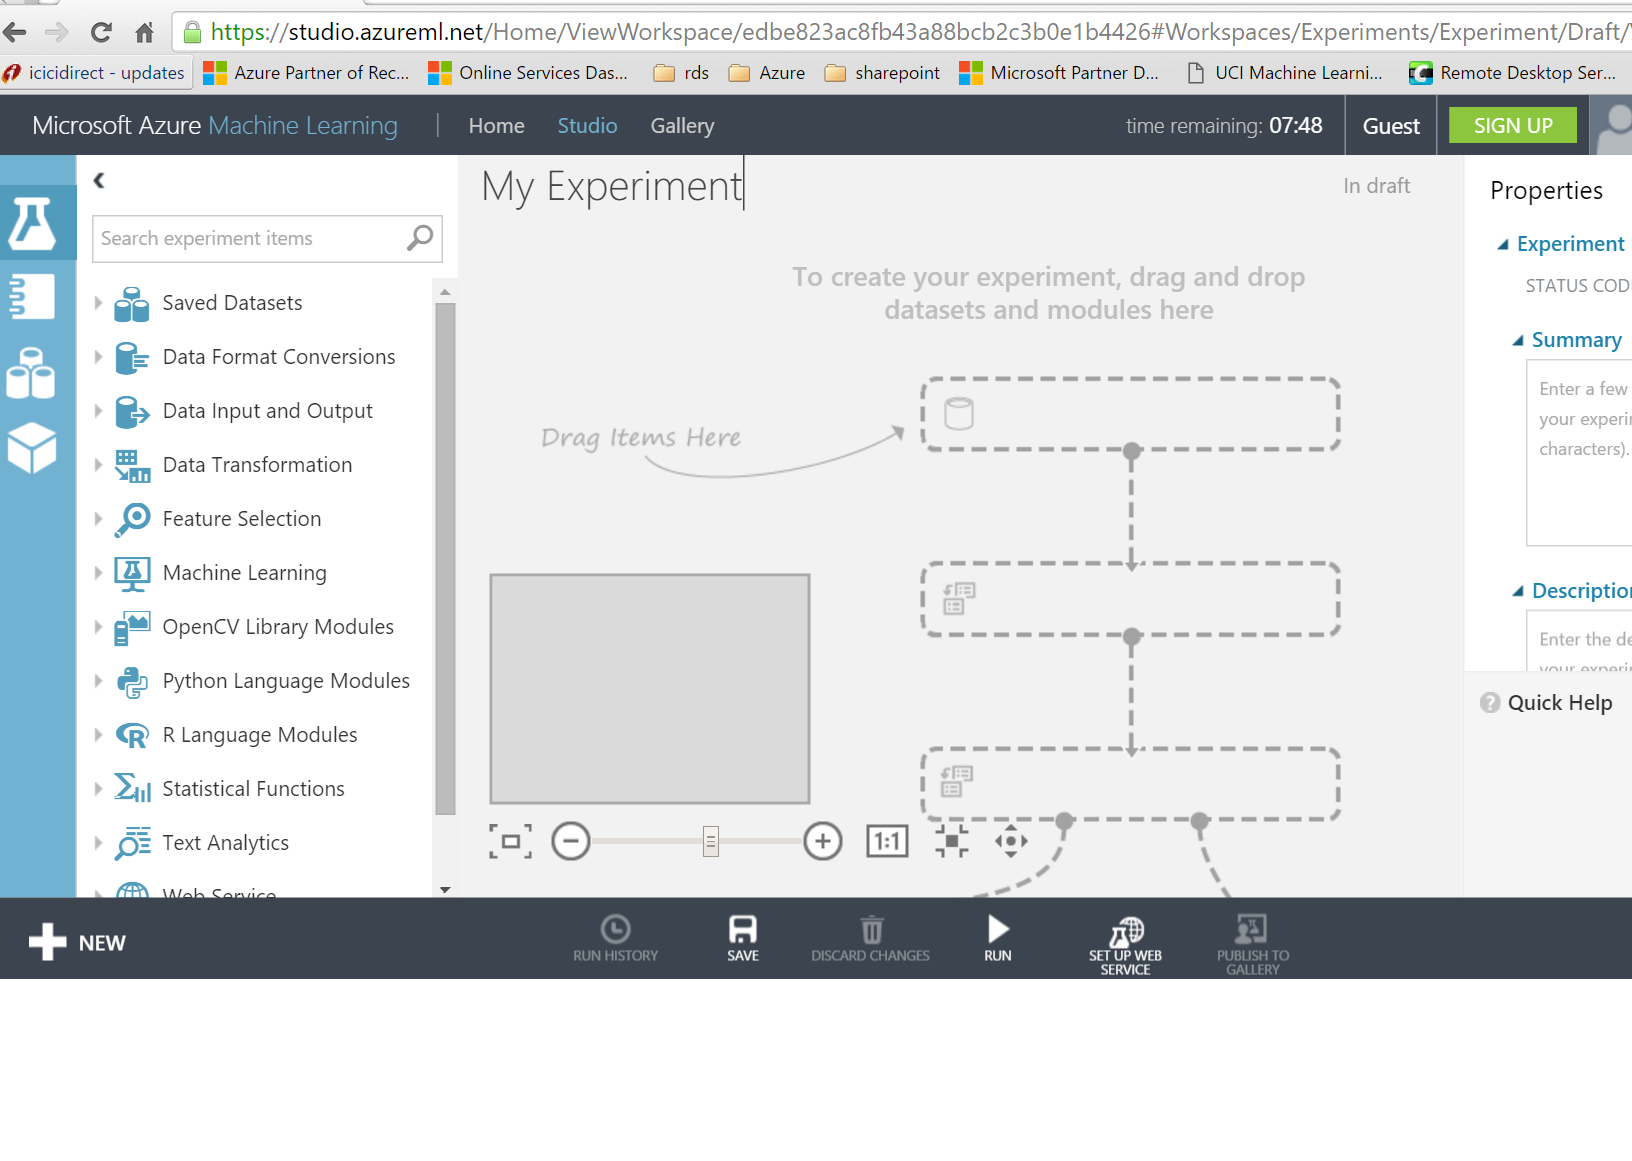 https://studio.azureml.net/Home/ViewWorkspace/edbe823ac8fb43a88bcb2c3b0e1b4426#Workspaces/Experiments/Experiment/Draft/
icicidirect - updates Azure Partner of Rec... Online Services Das... rds Azure sharepoint Microsoft Partner D... UCI Machine Learni... Remote Desktop Ser...
Microsoft Azure Machine Learning | Home Studio Gallery time remaining: 07:48 Guest SIGN UP
My Experiment
In draft
Search experiment items
Saved Datasets
Data Format Conversions
Data Input and Output
Data Transformation
Feature Selection
Machine Learning
OpenCV Library Modules
Python Language Modules
R Language Modules
Statistical Functions
Text Analytics
Web Service
To create your experiment, drag and drop
datasets and modules here
Drag Items Here
1:1
Properties
Experiment
STATUS COD
Summary
Enter a few
your experi
characters).
Description
Enter the de
your experi
Quick Help
NEW
RUN HISTORY
SAVE
DISCARD CHANGES
RUN
SET UP WEB
SERVICE
PUBLISH TO
GALLERY